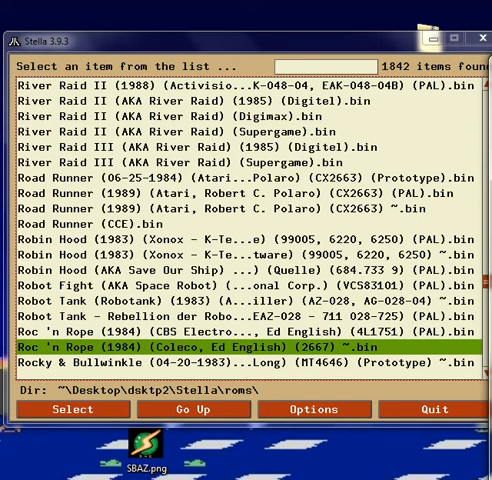 Stella 3.9.3
Select an item from the list ... 1842 items foun
River Raid II (1988) (Activisio...K-048-04, EAK-048-04B) (PAL).bin
River Raid II (AKA River Raid) (1985) (Digitel).bin
River Raid II (AKA River Raid) (Digimax).bin
River Raid II (AKA River Raid) (Supergame).bin
River Raid III (AKA River Raid) (1985) (Digitel).bin
River Raid III (AKA River Raid) (Supergame).bin
Road Runner (06-25-1984) (Atari...Polaro) (CX2663) (Prototype).bin
Road Runner (1989) (Atari, Robert C. Polaro) (CX2663) (PAL).bin
Road Runner (1989) (Atari, Robert C. Polaro) (CX2663) ~.bin
Road Runner (CCE).bin
Robin Hood (1983) (Xonox - K-Te...e) (99005, 6220, 6250) (PAL).bin
Robin Hood (1983) (Xonox - K-Te...tware) (99005, 6220, 6250) ~.bin
Robin Hood (AKA Save Our Ship) ...) (Quelle) (684.733 9) (PAL).bin
Robot Fight (AKA Space Robot) (...onal Corp.) (VCS83101) (PAL).bin
Robot Tank (Robotank) (1983) (A...iller) (AZ-028, AG-028-04) ~.bin
Robot Tank - Rebellion der Robo...EAZ-028 - 711 028-725) (PAL).bin
Roc 'n Rope (1984) (CBS Electro..., Ed English) (4L1751) (PAL).bin
Roc 'n Rope (1984) (Coleco, Ed English) (2667) ~.bin
Rocky & Bullwinkle (04-20-1983)...Long) (MT4646) (Prototype) ~.bin
Dir: ~\Desktop\dsktp2\Stella\roms\
Select Go Up Options Quit
SBAZ.png